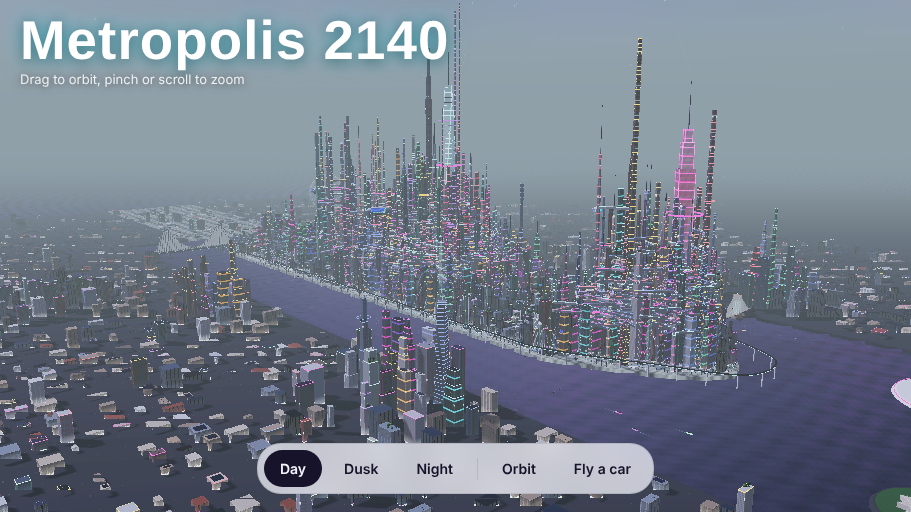 Metropolis 2140
Drag to orbit, pinch or scroll to zoom
Day Dusk Night Orbit Fly a car